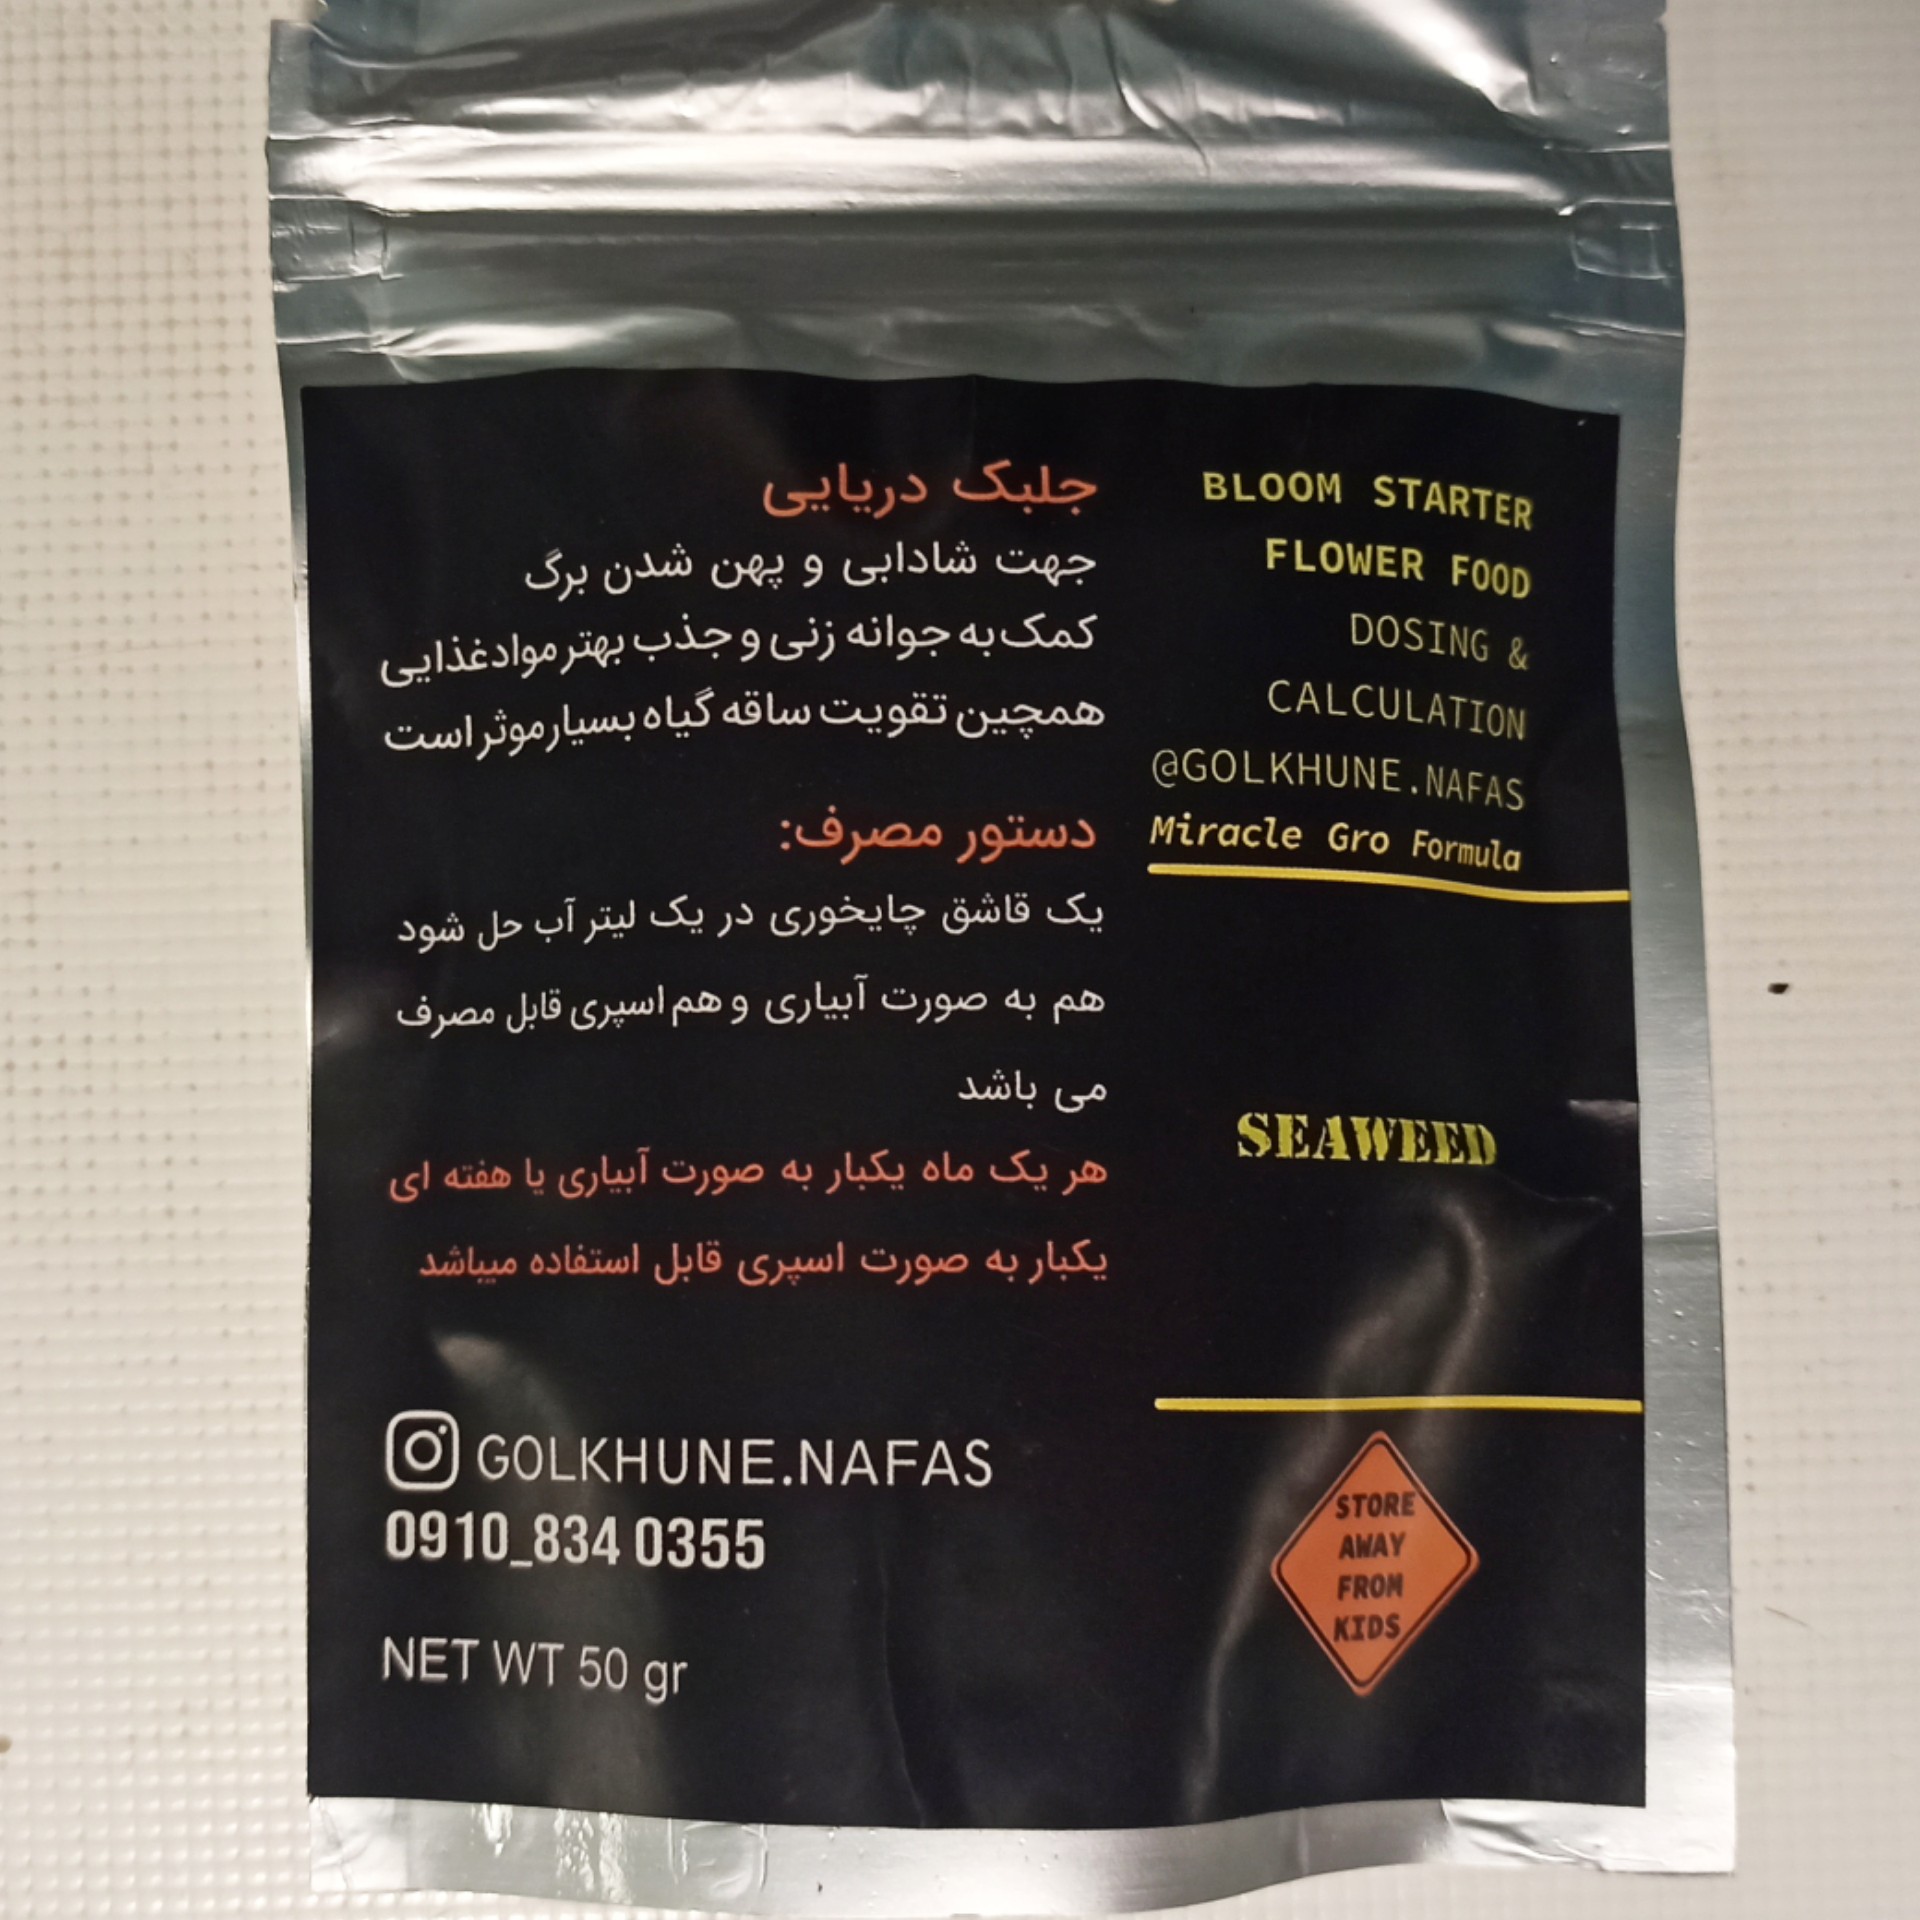 جلبک دریایی
جهت شادابی و پهن شدن برگ
کمک به جوانه زنی و جذب بهتر مواد غذایی
همچین تقویت ساقه گیاه بسیار موثر است
دستور مصرف:
یک قاشق چایخوری در یک لیتر آب حل شود
هم به صورت آبیاری و هم اسپری قابل مصرف
می باشد
هر یک ماه یکبار به صورت آبیاری یا هفته ای
یکبار به صورت اسپری قابل استفاده میباشد
GOLKHUNE.NAFAS
0910_834 0355
NET WT 50 gr
BLOOM STARTER
FLOWER FOOD
DOSING &
CALCULATION
@GOLKHUNE.NAFAS
Miracle Gro Formula
SEAWEED
STORE
AWAY
FROM
KIDS